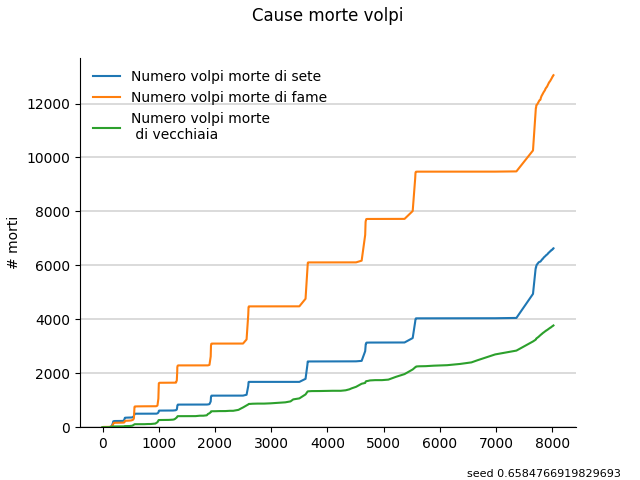 Cause morte volpi
Numero volpi morte di sete
Numero volpi morte di fame
Numero volpi morte
di vecchiaia
# morti
12000
10000
8000
6000
4000
2000
0
0 1000 2000 3000 4000 5000 6000 7000 8000
seed 0.6584766919829693